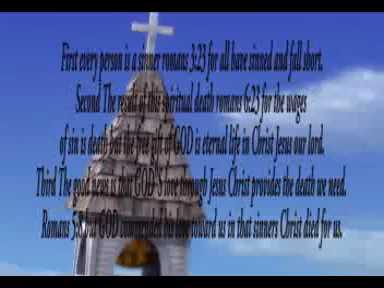 First every person is a sinner romans 3:23 for all have sinned and fall short.
Second The result of this spiritual death romans 6:23 for the wages
of sin is death but the free gift of GOD is eternal life in Christ Jesus our lord.
Third The good news is that GOD'S love through Jesus Christ provides the death we need.
Romans 5:8 but GOD commended his love toward us in that sinners Christ died for us.